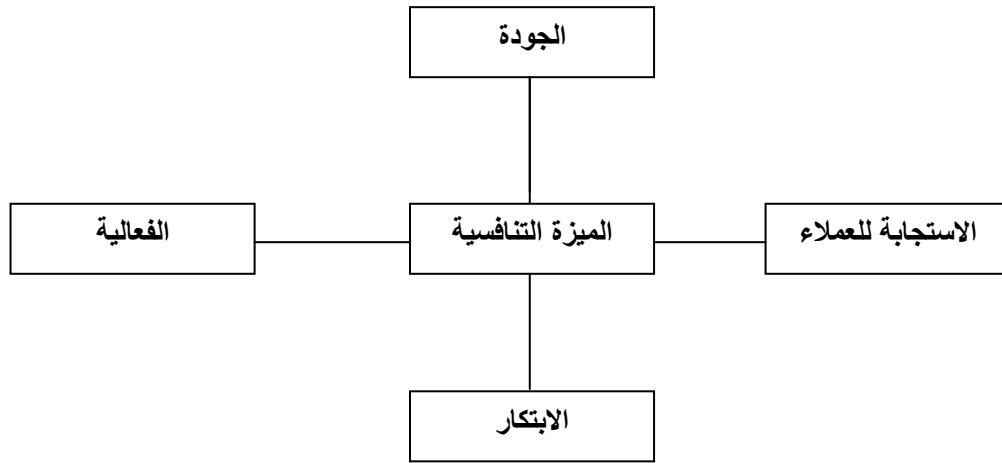 الجودة
الاستجابة للعملاء
الميزة التنافسية
الفعالية
الابتكار